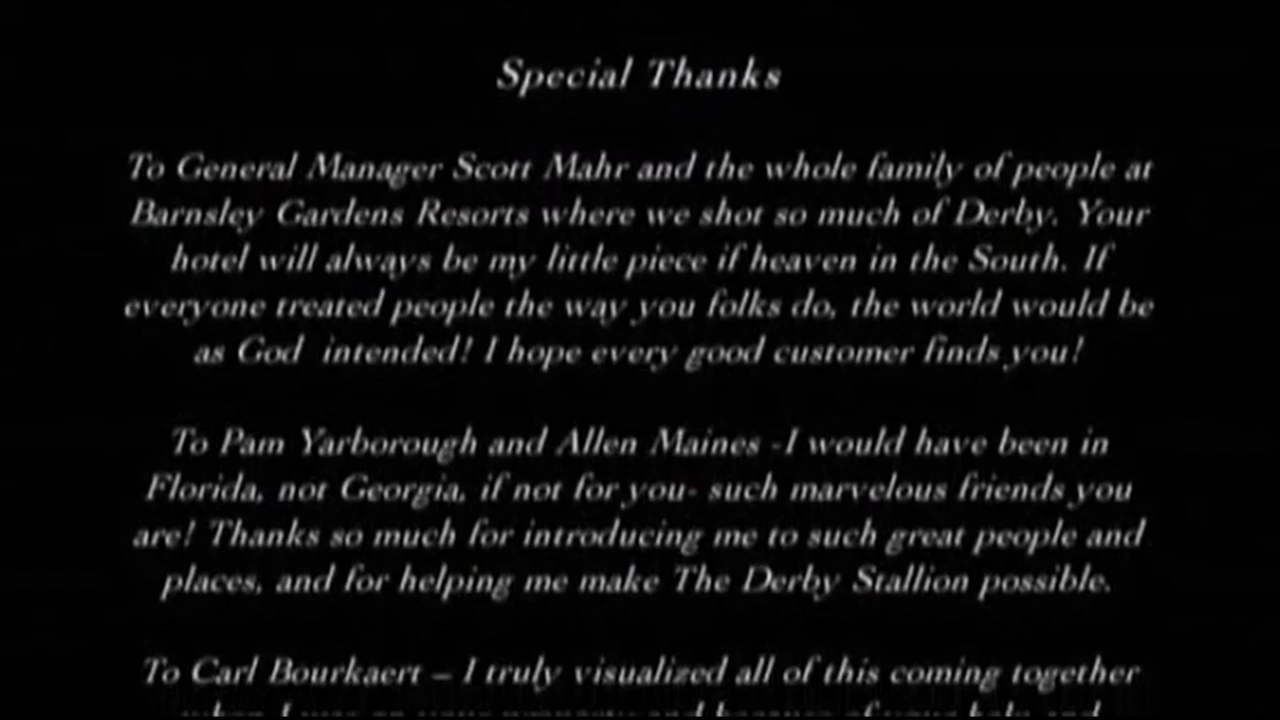 Special Thanks
To General Manager Scott Mahr and the whole family of people at
Barnsley Gardens Resorts where we shot so much of Derby. Your
hotel will always be my little piece if heaven in the South. If
everyone treated people the way you folks do, the world would be
as God intended! I hope every good customer finds you!
To Pam Yarborough and Allen Maines -I would have been in
Florida, not Georgia, if not for you- such marvelous friends you
are! Thanks so much for introducing me to such great people and
places, and for helping me make The Derby Stallion possible.
To Carl Bourkaert – I truly visualized all of this coming together